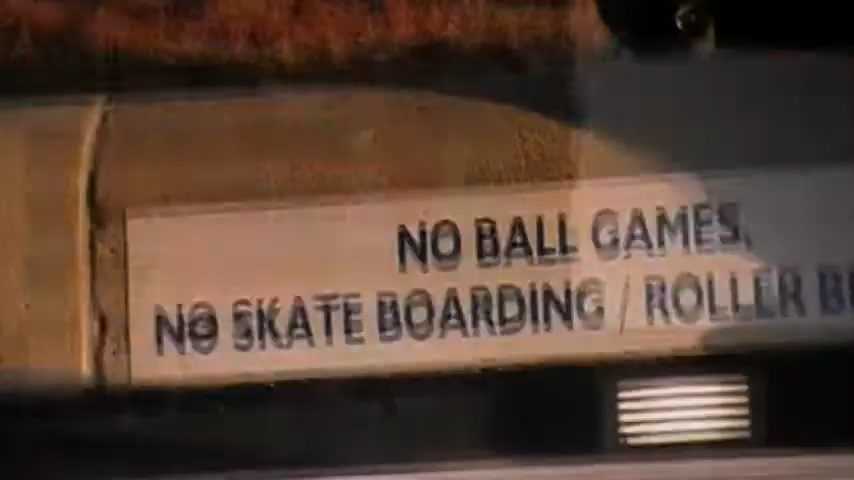 NO BALL GAMES,
NO SKATE BOARDING / ROLLER